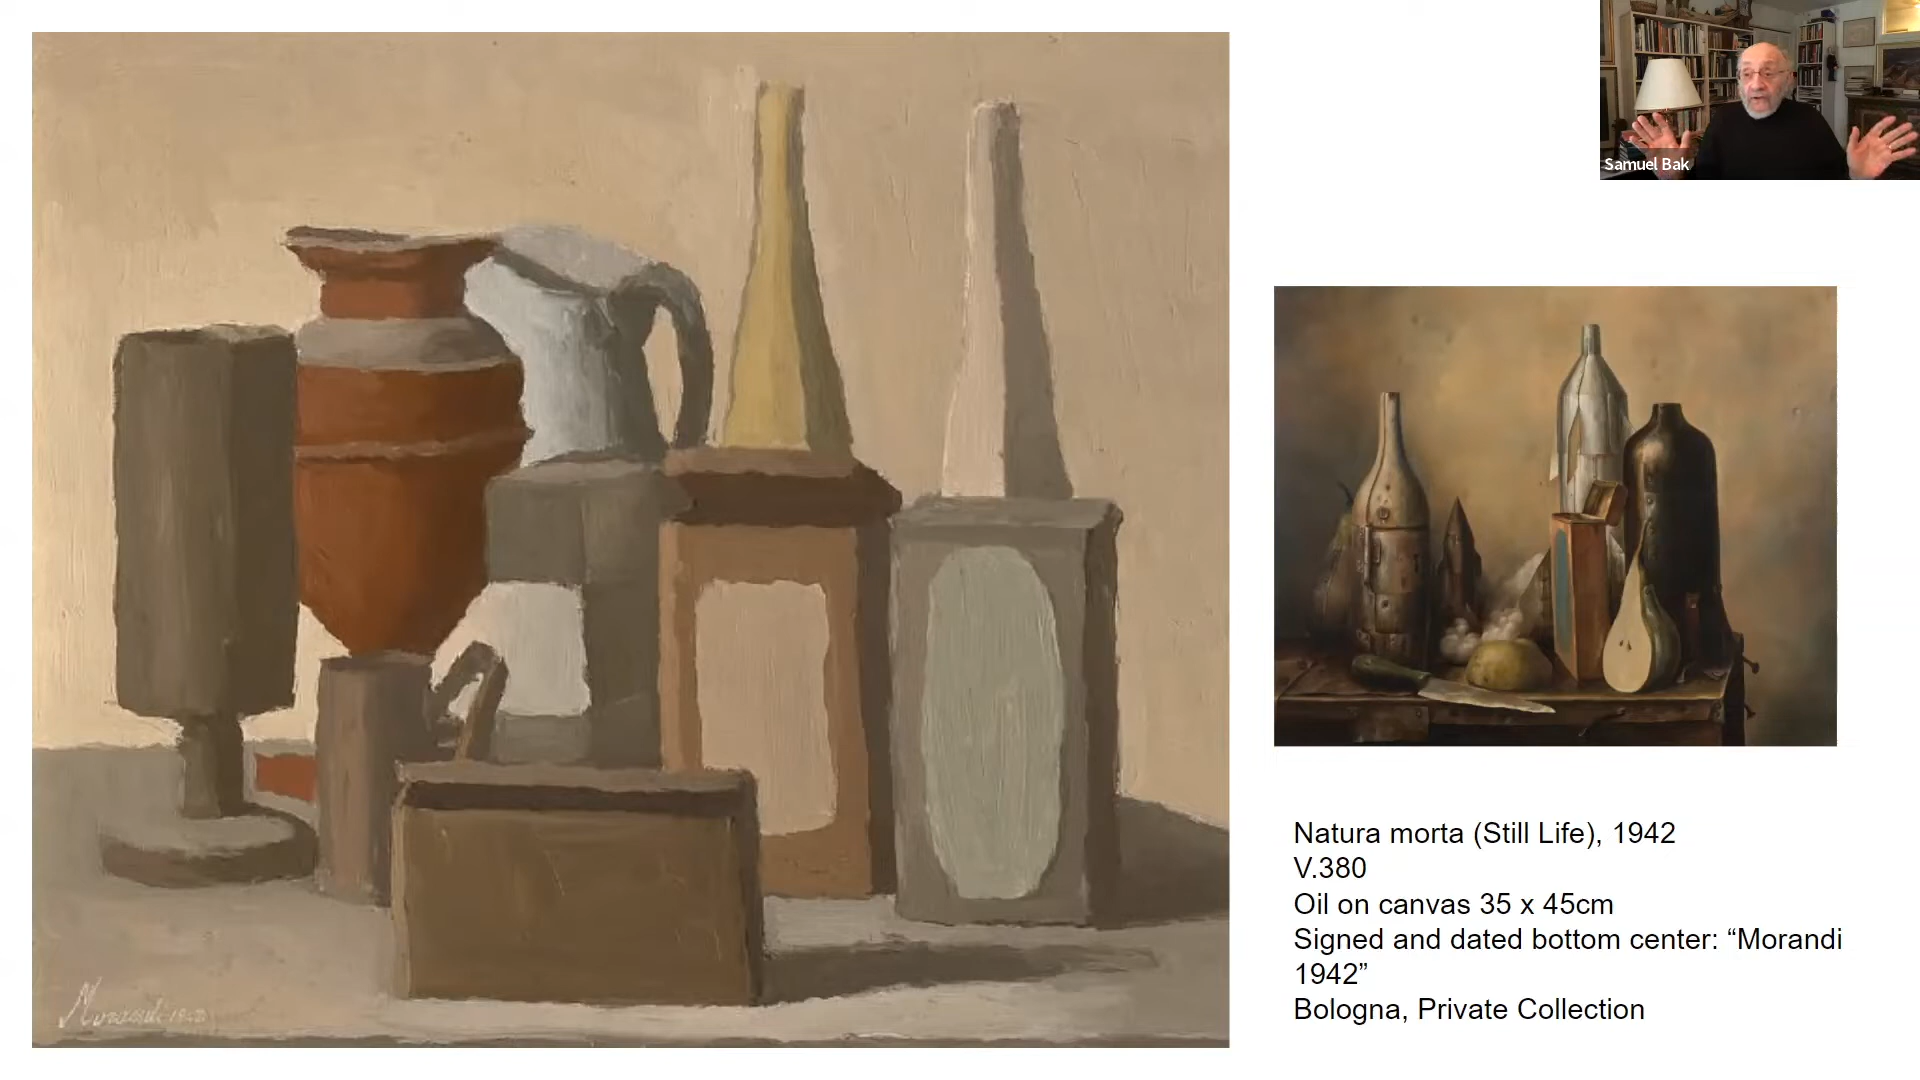 Samuel Bak
Natura morta (Still Life), 1942
V.380
Oil on canvas 35 x 45cm
Signed and dated bottom center: “Morandi
1942”
Bologna, Private Collection
Morandi